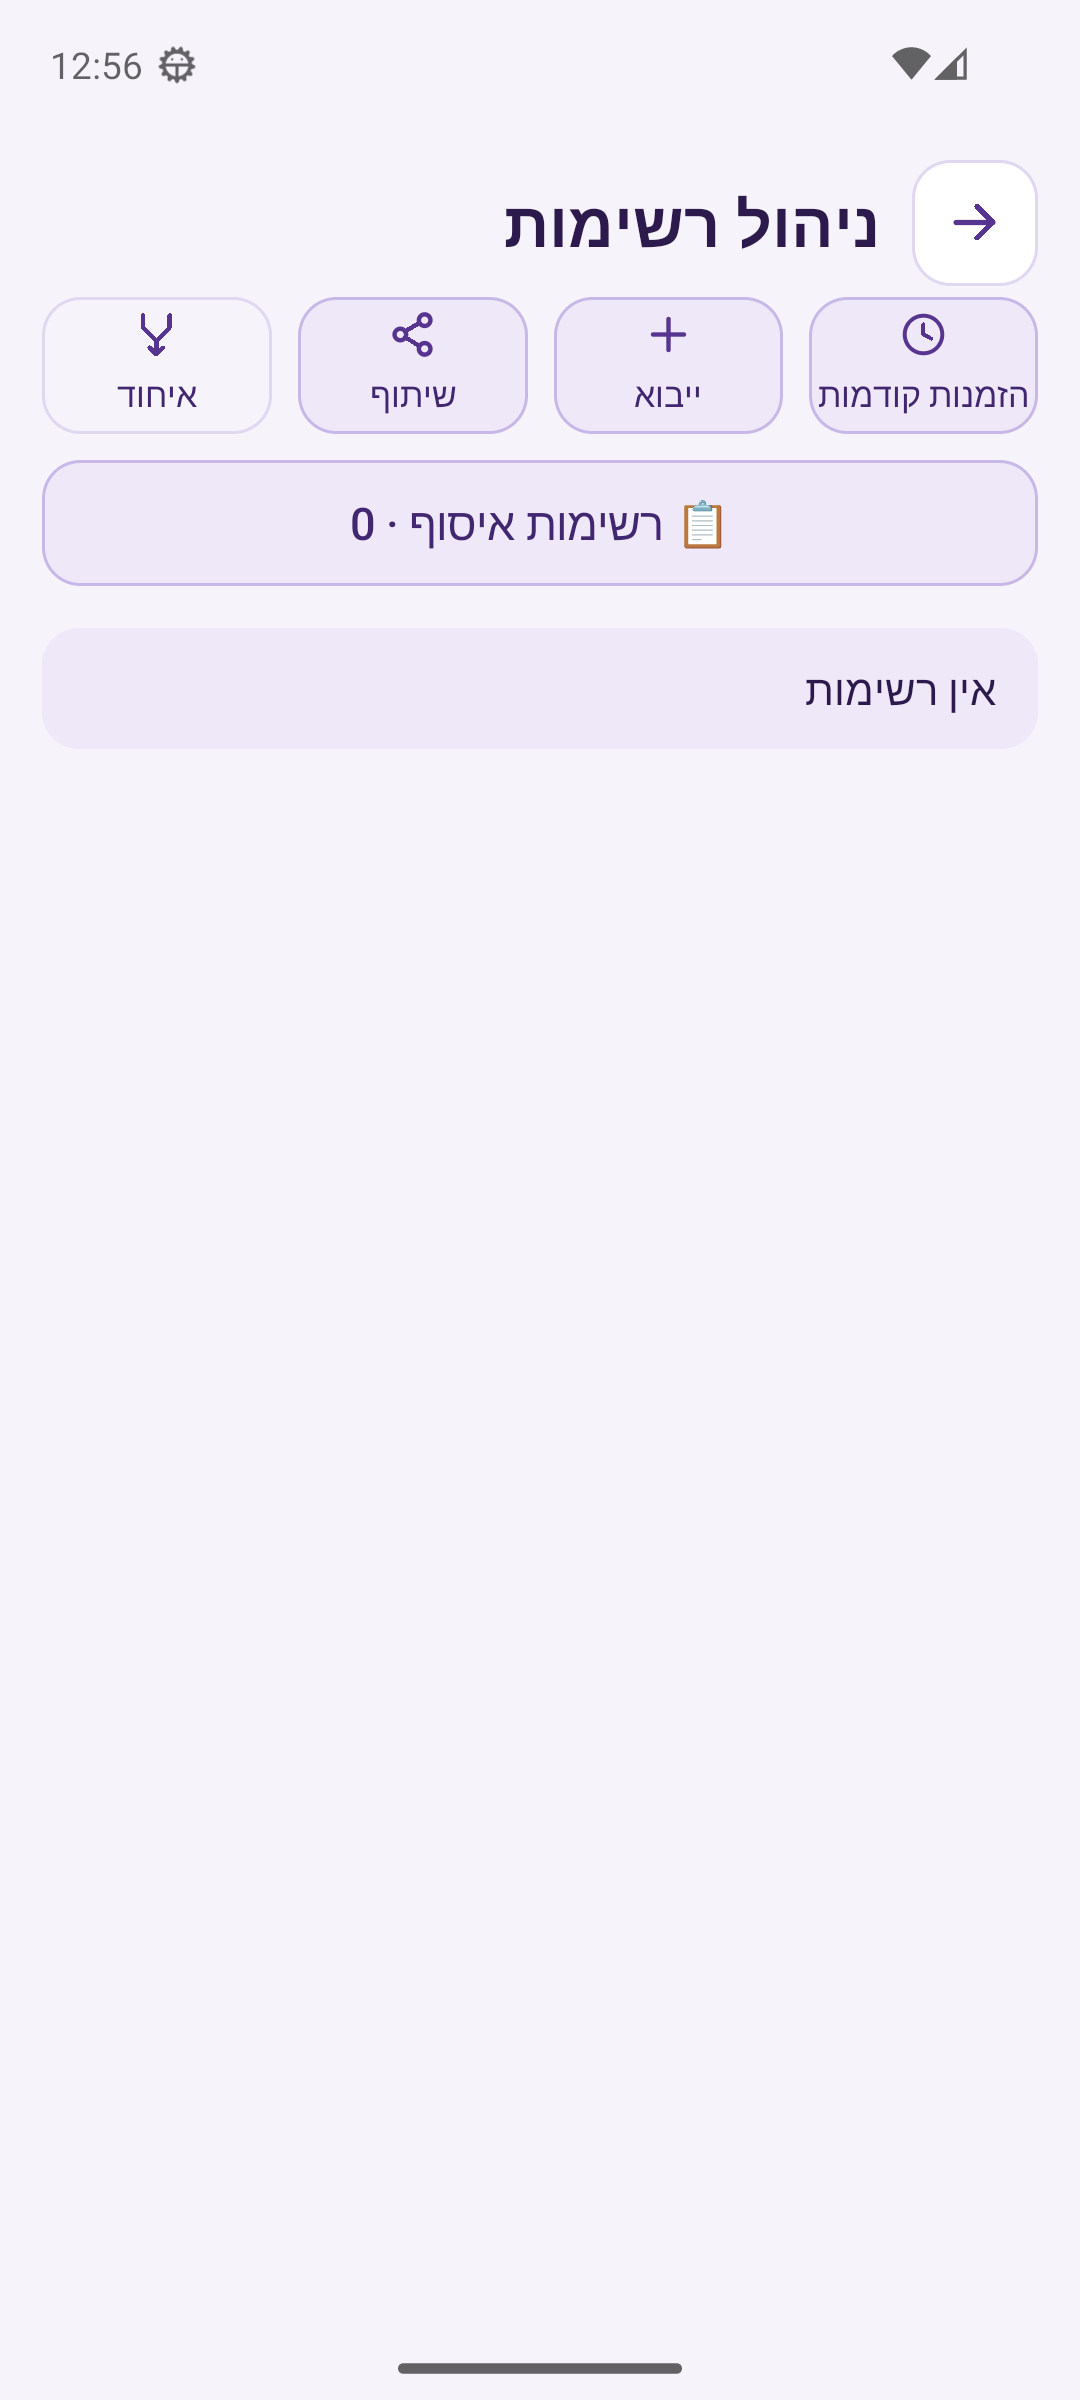 12:56
ניהול רשימות
הזמנות קודמות
ייבוא
שיתוף
איחוד
📋 רשימות איסוף · 0
אין רשימות